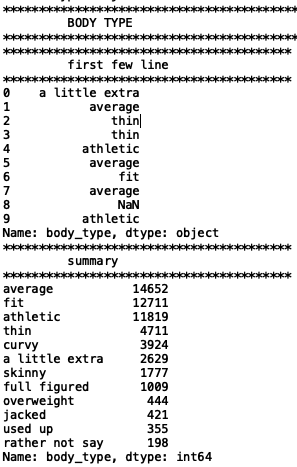 ******************************************
BODY TYPE
******************************************
******************************************
first few line
******************************************
0    a little extra
1           average
2              thin
3              thin
4          athletic
5           average
6               fit
7           average
8               NaN
9          athletic
Name: body_type, dtype: object
******************************************
summary
******************************************
average           14652
fit               12711
athletic          11819
thin               4711
curvy              3924
a little extra     2629
skinny             1777
full figured       1009
overweight          444
jacked              421
used up             355
rather not say      198
Name: body_type, dtype: int64